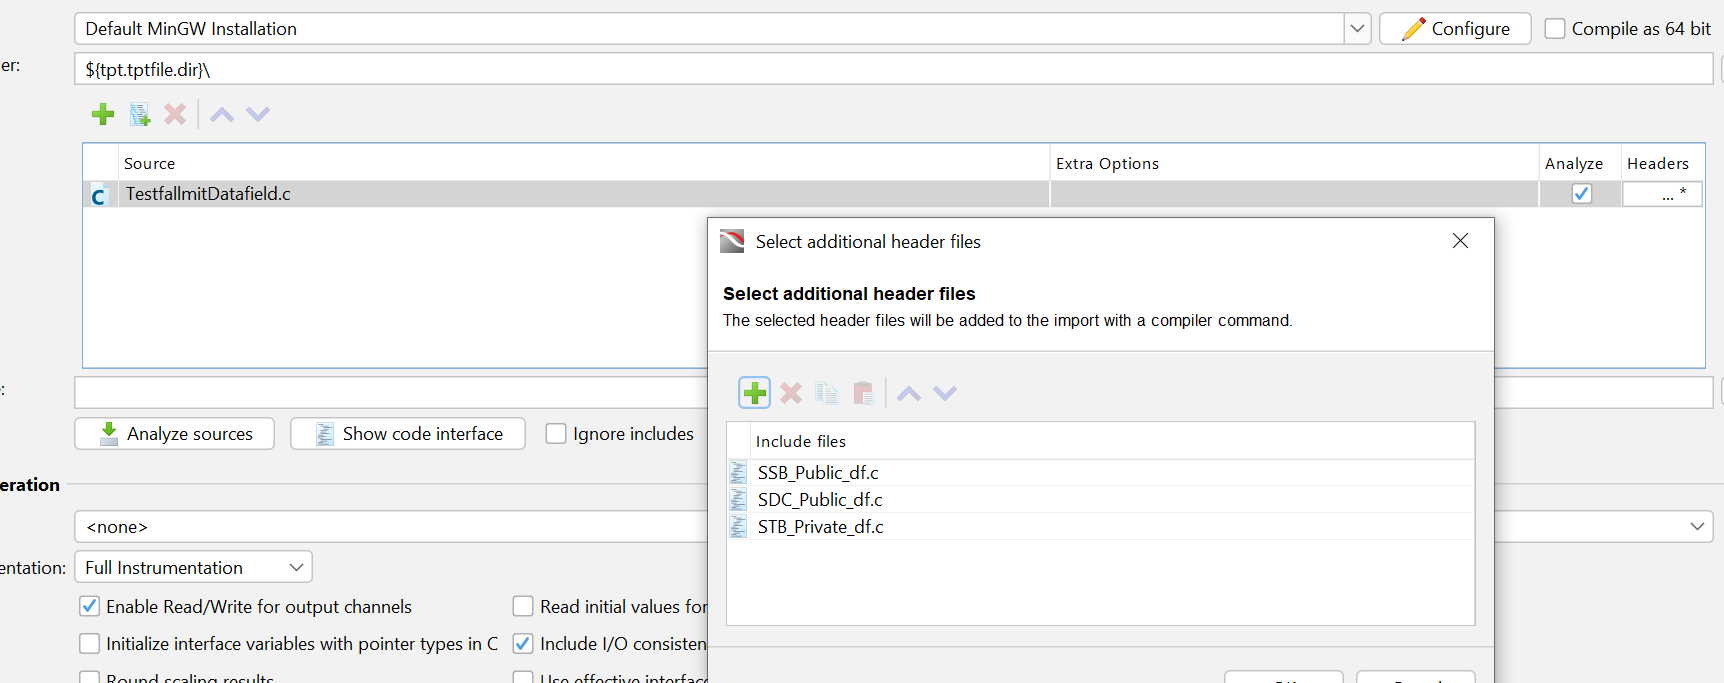 Default MinGW Installation
Configure
Compile as 64 bit
er:
${tpt.tptfile.dir}\
Source
Extra Options
Analyze
Headers
TestfallmitDatafield.c
... *
Select additional header files
Select additional header files
The selected header files will be added to the import with a compiler command.
:
Analyze sources
Show code interface
Ignore includes
Include files
SSB_Public_df.c
SDC_Public_df.c
STB_Private_df.c
eration
<none>
entation:
Full Instrumentation
Enable Read/Write for output channels
Read initial values for
Initialize interface variables with pointer types in C
Include I/O consisten
Round scaling results
Use effective interface